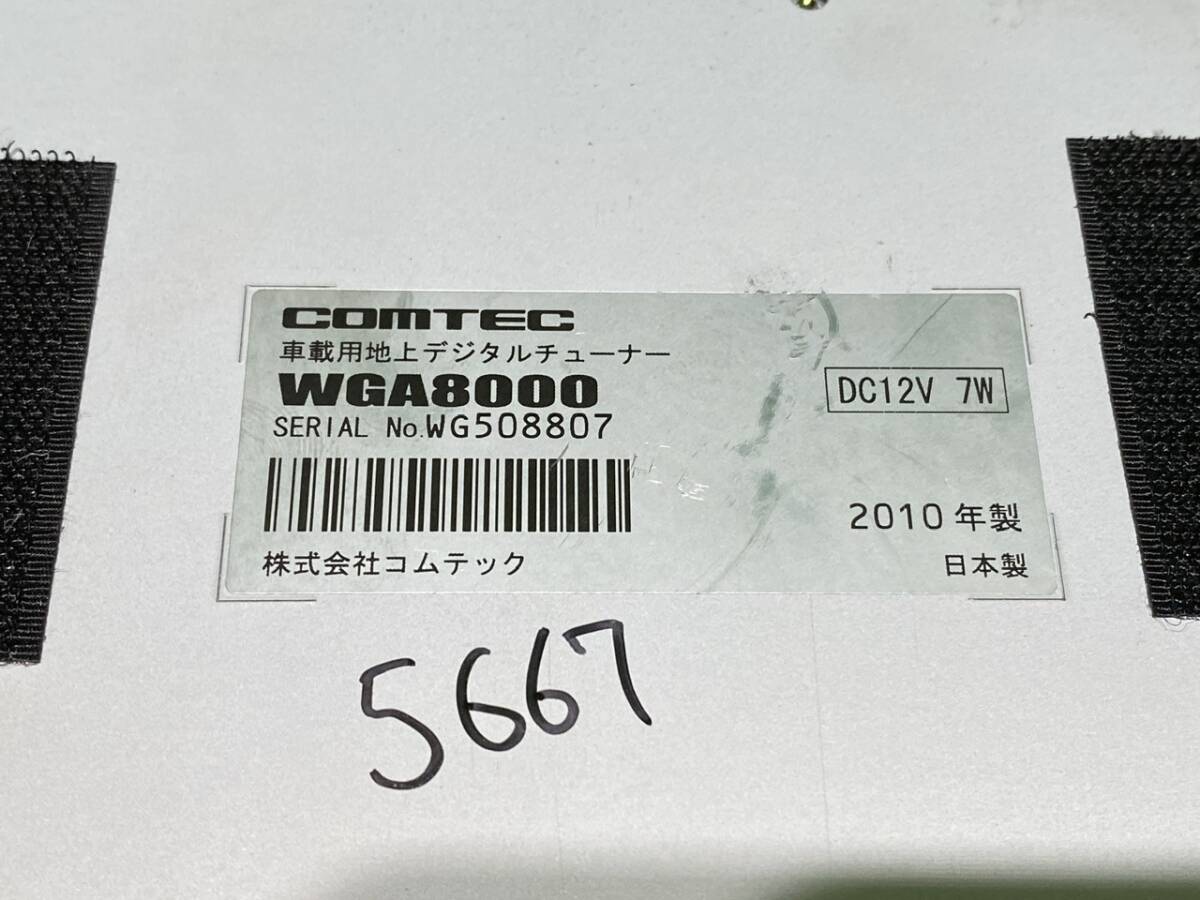 COMTEC
車載用地上デジタルチューナー
WGA8000
DC12V 7W
SERIAL No.WG508807
2010年製
株式会社コムテック
日本製
5667